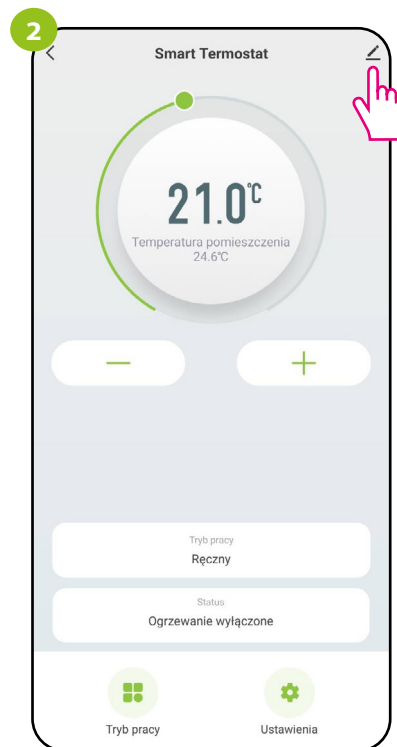 2
Smart Termostat
21.0°C
Temperatura pomieszczenia
24.6°C
Tryb pracy
Ręczny
Status
Ogrzewanie wyłączone
Tryb pracy
Ustawienia